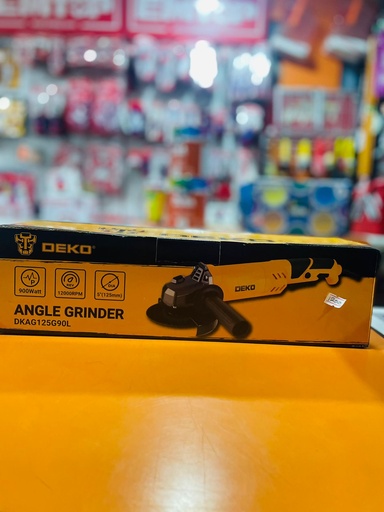 DEKO
900Watt
12000RPM
5"(125mm)
DEKO
ANGLE GRINDER
DKAG125G90L